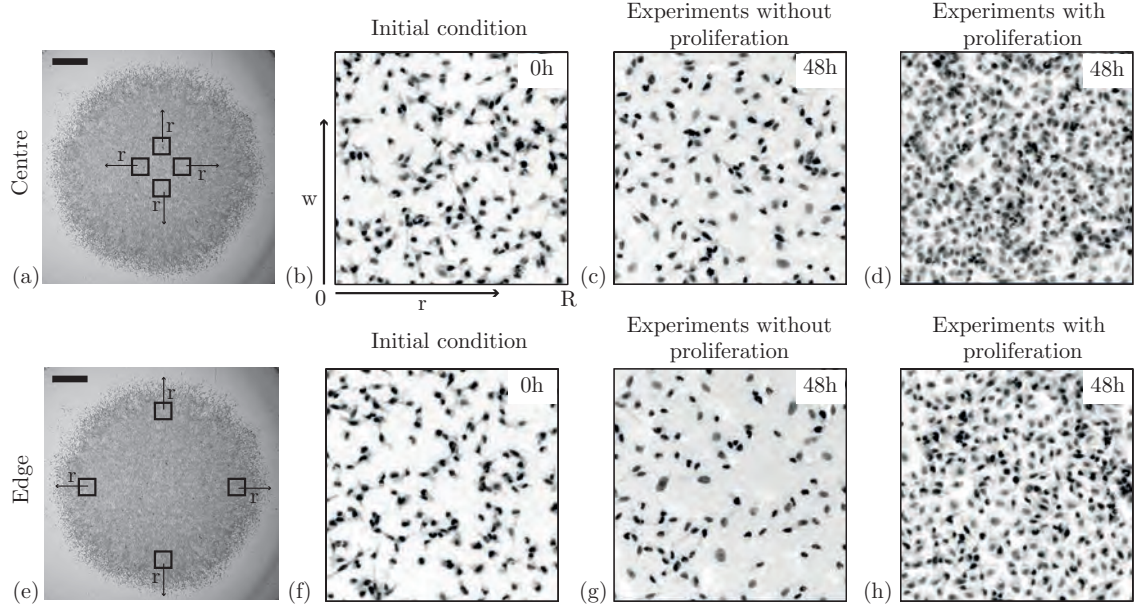 Initial condition
Experiments without
proliferation
Experiments with
proliferation
Centre
r
r
r
r
(a)
0h
w
(b)
0
r
R
48h
(c)
48h
(d)
Initial condition
Experiments without
proliferation
Experiments with
proliferation
Edge
r
r
r
r
(e)
0h
(f)
48h
(g)
48h
(h)